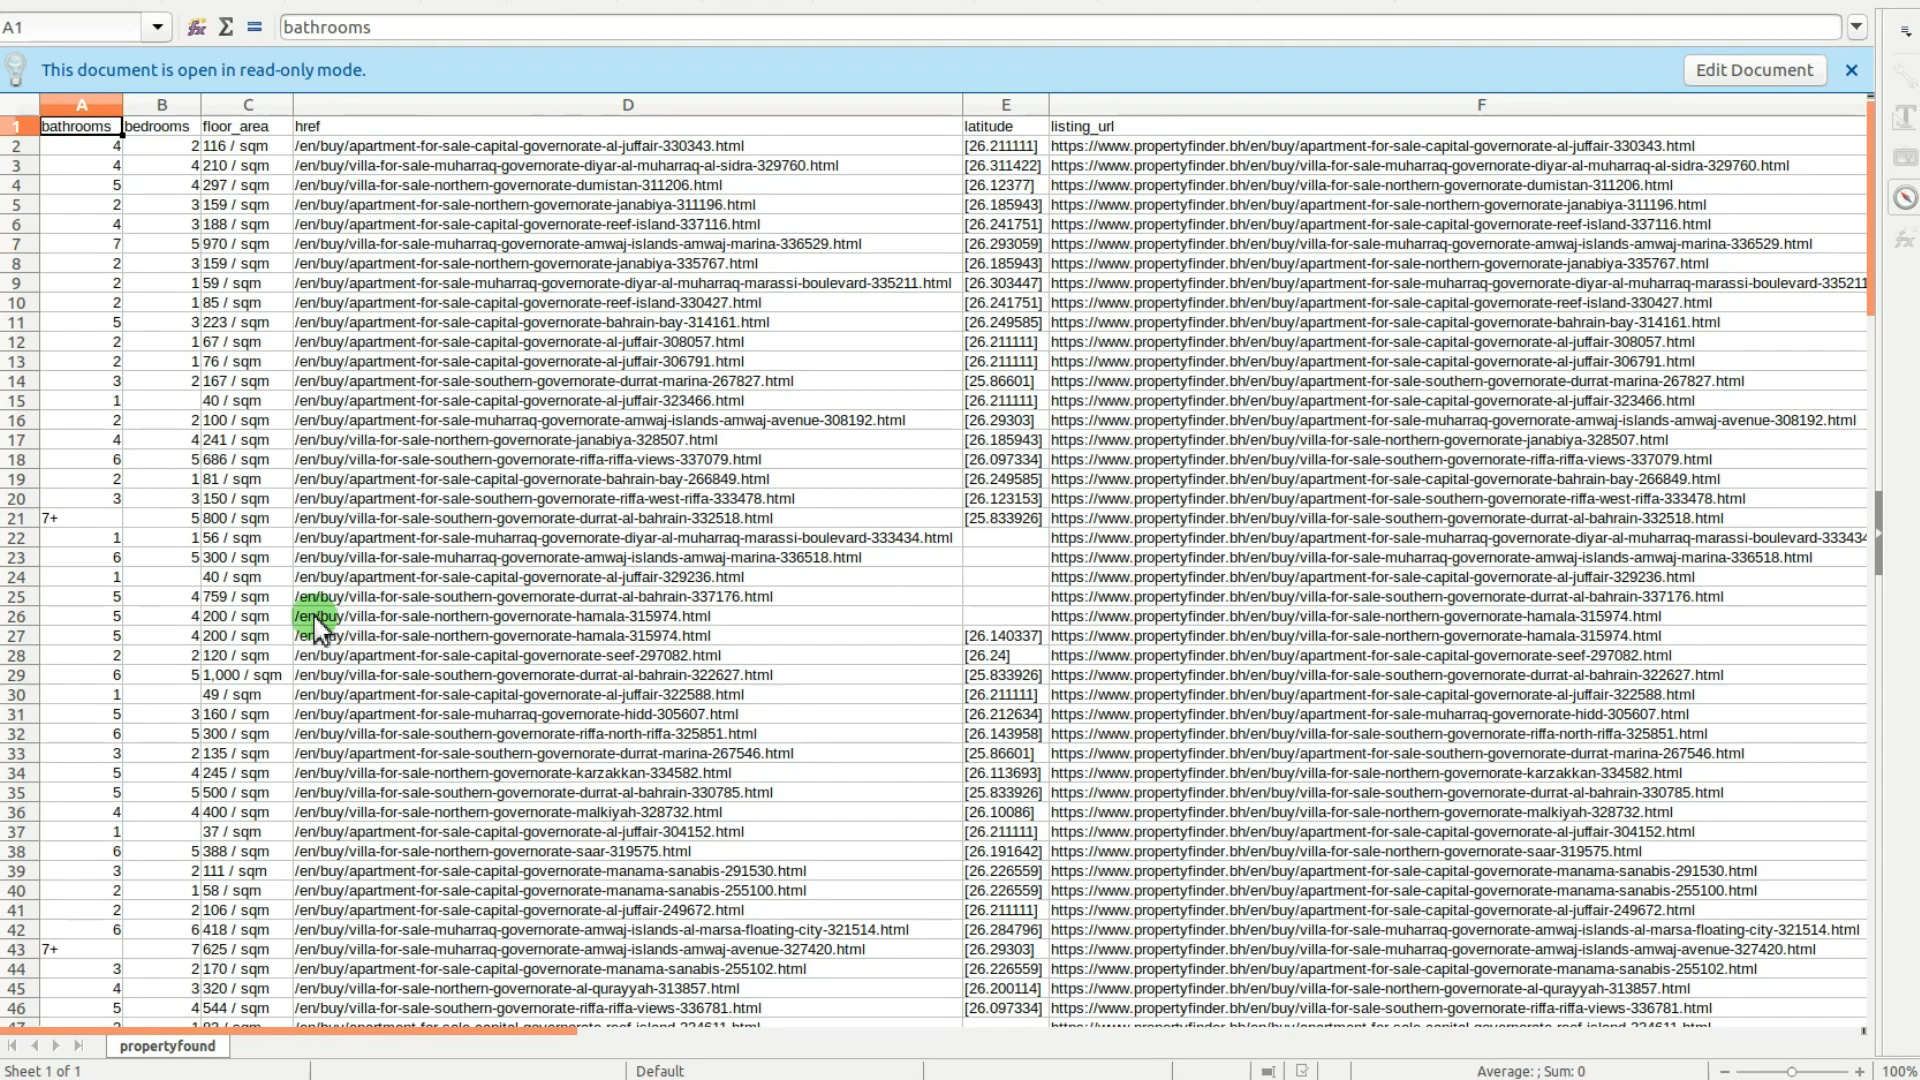 A1 bathrooms
This document is open in read-only mode. Edit Document
A B C D E F
1 bathrooms bedrooms floor_area href latitude listing_url
2 4 2 116 / sqm /en/buy/apartment-for-sale-capital-governorate-al-juffair-330343.html [26.211111] https://www.propertyfinder.bh/en/buy/apartment-for-sale-capital-governorate-al-juffair-330343.html
3 4 4 210 / sqm /en/buy/villa-for-sale-muharraq-governorate-diyar-al-muharraq-al-sidra-329760.html [26.311422] https://www.propertyfinder.bh/en/buy/villa-for-sale-muharraq-governorate-diyar-al-muharraq-al-sidra-329760.html
4 5 4 297 / sqm /en/buy/villa-for-sale-northern-governorate-dumistan-311206.html [26.12377] https://www.propertyfinder.bh/en/buy/villa-for-sale-northern-governorate-dumistan-311206.html
5 2 3 159 / sqm /en/buy/apartment-for-sale-northern-governorate-janabiya-311196.html [26.185943] https://www.propertyfinder.bh/en/buy/apartment-for-sale-northern-governorate-janabiya-311196.html
6 4 3 188 / sqm /en/buy/apartment-for-sale-capital-governorate-reef-island-337116.html [26.241751] https://www.propertyfinder.bh/en/buy/apartment-for-sale-capital-governorate-reef-island-337116.html
7 7 5 970 / sqm /en/buy/villa-for-sale-muharraq-governorate-amwaj-islands-amwaj-marina-336529.html [26.293059] https://www.propertyfinder.bh/en/buy/villa-for-sale-muharraq-governorate-amwaj-islands-amwaj-marina-336529.html
8 2 3 159 / sqm /en/buy/apartment-for-sale-northern-governorate-janabiya-335767.html [26.185943] https://www.propertyfinder.bh/en/buy/apartment-for-sale-northern-governorate-janabiya-335767.html
9 2 1 59 / sqm /en/buy/apartment-for-sale-muharraq-governorate-diyar-al-muharraq-marassi-boulevard-335211.html [26.303447] https://www.propertyfinder.bh/en/buy/apartment-for-sale-muharraq-governorate-diyar-al-muharraq-marassi-boulevard-335211
10 2 1 85 / sqm /en/buy/apartment-for-sale-capital-governorate-reef-island-330427.html [26.241751] https://www.propertyfinder.bh/en/buy/apartment-for-sale-capital-governorate-reef-island-330427.html
11 5 3 223 / sqm /en/buy/apartment-for-sale-capital-governorate-bahrain-bay-314161.html [26.249585] https://www.propertyfinder.bh/en/buy/apartment-for-sale-capital-governorate-bahrain-bay-314161.html
12 2 1 67 / sqm /en/buy/apartment-for-sale-capital-governorate-al-juffair-308057.html [26.211111] https://www.propertyfinder.bh/en/buy/apartment-for-sale-capital-governorate-al-juffair-308057.html
13 2 1 76 / sqm /en/buy/apartment-for-sale-capital-governorate-al-juffair-306791.html [26.211111] https://www.propertyfinder.bh/en/buy/apartment-for-sale-capital-governorate-al-juffair-306791.html
14 3 2 167 / sqm /en/buy/apartment-for-sale-southern-governorate-durrat-marina-267827.html [25.86601] https://www.propertyfinder.bh/en/buy/apartment-for-sale-southern-governorate-durrat-marina-267827.html
15 1 40 / sqm /en/buy/apartment-for-sale-capital-governorate-al-juffair-323466.html [26.211111] https://www.propertyfinder.bh/en/buy/apartment-for-sale-capital-governorate-al-juffair-323466.html
16 2 2 100 / sqm /en/buy/apartment-for-sale-muharraq-governorate-amwaj-islands-amwaj-avenue-308192.html [26.29303] https://www.propertyfinder.bh/en/buy/apartment-for-sale-muharraq-governorate-amwaj-islands-amwaj-avenue-308192.html
17 4 4 241 / sqm /en/buy/villa-for-sale-northern-governorate-janabiya-328507.html [26.185943] https://www.propertyfinder.bh/en/buy/villa-for-sale-northern-governorate-janabiya-328507.html
18 6 5 686 / sqm /en/buy/villa-for-sale-southern-governorate-riffa-riffa-views-337079.html [26.097334] https://www.propertyfinder.bh/en/buy/villa-for-sale-southern-governorate-riffa-riffa-views-337079.html
19 2 1 81 / sqm /en/buy/apartment-for-sale-capital-governorate-bahrain-bay-266849.html [26.249585] https://www.propertyfinder.bh/en/buy/apartment-for-sale-capital-governorate-bahrain-bay-266849.html
20 3 3 150 / sqm /en/buy/apartment-for-sale-southern-governorate-riffa-west-riffa-333478.html [26.123153] https://www.propertyfinder.bh/en/buy/apartment-for-sale-southern-governorate-riffa-west-riffa-333478.html
21 7+ 5 800 / sqm /en/buy/villa-for-sale-southern-governorate-durrat-al-bahrain-332518.html [25.833926] https://www.propertyfinder.bh/en/buy/villa-for-sale-southern-governorate-durrat-al-bahrain-332518.html
22 1 1 56 / sqm /en/buy/apartment-for-sale-muharraq-governorate-diyar-al-muharraq-marassi-boulevard-333434.html https://www.propertyfinder.bh/en/buy/apartment-for-sale-muharraq-governorate-diyar-al-muharraq-marassi-boulevard-333434
23 6 5 300 / sqm /en/buy/villa-for-sale-muharraq-governorate-amwaj-islands-amwaj-marina-336518.html https://www.propertyfinder.bh/en/buy/villa-for-sale-muharraq-governorate-amwaj-islands-amwaj-marina-336518.html
24 1 40 / sqm /en/buy/apartment-for-sale-capital-governorate-al-juffair-329236.html https://www.propertyfinder.bh/en/buy/apartment-for-sale-capital-governorate-al-juffair-329236.html
25 5 4 759 / sqm /en/buy/villa-for-sale-southern-governorate-durrat-al-bahrain-337176.html https://www.propertyfinder.bh/en/buy/villa-for-sale-southern-governorate-durrat-al-bahrain-337176.html
26 5 4 200 / sqm /en/buy/villa-for-sale-northern-governorate-hamala-315974.html https://www.propertyfinder.bh/en/buy/villa-for-sale-northern-governorate-hamala-315974.html
27 5 4 200 / sqm /en/buy/villa-for-sale-northern-governorate-hamala-315974.html [26.140337] https://www.propertyfinder.bh/en/buy/villa-for-sale-northern-governorate-hamala-315974.html
28 2 2 120 / sqm /en/buy/apartment-for-sale-capital-governorate-seef-297082.html [26.24] https://www.propertyfinder.bh/en/buy/apartment-for-sale-capital-governorate-seef-297082.html
29 6 5 1,000 / sqm /en/buy/villa-for-sale-southern-governorate-durrat-al-bahrain-322627.html [25.833926] https://www.propertyfinder.bh/en/buy/villa-for-sale-southern-governorate-durrat-al-bahrain-322627.html
30 1 49 / sqm /en/buy/apartment-for-sale-capital-governorate-al-juffair-322588.html [26.211111] https://www.propertyfinder.bh/en/buy/apartment-for-sale-capital-governorate-al-juffair-322588.html
31 5 3 160 / sqm /en/buy/apartment-for-sale-muharraq-governorate-hidd-305607.html [26.212634] https://www.propertyfinder.bh/en/buy/apartment-for-sale-muharraq-governorate-hidd-305607.html
32 6 5 300 / sqm /en/buy/villa-for-sale-southern-governorate-riffa-north-riffa-325851.html [26.143958] https://www.propertyfinder.bh/en/buy/villa-for-sale-southern-governorate-riffa-north-riffa-325851.html
33 3 2 135 / sqm /en/buy/apartment-for-sale-southern-governorate-durrat-marina-267546.html [25.86601] https://www.propertyfinder.bh/en/buy/apartment-for-sale-southern-governorate-durrat-marina-267546.html
34 5 4 245 / sqm /en/buy/villa-for-sale-northern-governorate-karzakkan-334582.html [26.113693] https://www.propertyfinder.bh/en/buy/villa-for-sale-northern-governorate-karzakkan-334582.html
35 5 5 500 / sqm /en/buy/villa-for-sale-southern-governorate-durrat-al-bahrain-330785.html [25.833926] https://www.propertyfinder.bh/en/buy/villa-for-sale-southern-governorate-durrat-al-bahrain-330785.html
36 4 4 400 / sqm /en/buy/villa-for-sale-northern-governorate-malkiyah-328732.html [26.10086] https://www.propertyfinder.bh/en/buy/villa-for-sale-northern-governorate-malkiyah-328732.html
37 1 37 / sqm /en/buy/apartment-for-sale-capital-governorate-al-juffair-304152.html [26.211111] https://www.propertyfinder.bh/en/buy/apartment-for-sale-capital-governorate-al-juffair-304152.html
38 6 5 388 / sqm /en/buy/villa-for-sale-northern-governorate-saar-319575.html [26.191642] https://www.propertyfinder.bh/en/buy/villa-for-sale-northern-governorate-saar-319575.html
39 3 2 111 / sqm /en/buy/apartment-for-sale-capital-governorate-manama-sanabis-291530.html [26.226559] https://www.propertyfinder.bh/en/buy/apartment-for-sale-capital-governorate-manama-sanabis-291530.html
40 2 1 58 / sqm /en/buy/apartment-for-sale-capital-governorate-manama-sanabis-255100.html [26.226559] https://www.propertyfinder.bh/en/buy/apartment-for-sale-capital-governorate-manama-sanabis-255100.html
41 2 2 106 / sqm /en/buy/apartment-for-sale-capital-governorate-al-juffair-249672.html [26.211111] https://www.propertyfinder.bh/en/buy/apartment-for-sale-capital-governorate-al-juffair-249672.html
42 6 6 418 / sqm /en/buy/villa-for-sale-muharraq-governorate-amwaj-islands-al-marsa-floating-city-321514.html [26.284796] https://www.propertyfinder.bh/en/buy/villa-for-sale-muharraq-governorate-amwaj-islands-al-marsa-floating-city-321514.html
43 7+ 7 625 / sqm /en/buy/villa-for-sale-muharraq-governorate-amwaj-islands-amwaj-avenue-327420.html [26.29303] https://www.propertyfinder.bh/en/buy/villa-for-sale-muharraq-governorate-amwaj-islands-amwaj-avenue-327420.html
44 3 2 170 / sqm /en/buy/apartment-for-sale-capital-governorate-manama-sanabis-255102.html [26.226559] https://www.propertyfinder.bh/en/buy/apartment-for-sale-capital-governorate-manama-sanabis-255102.html
45 4 3 320 / sqm /en/buy/villa-for-sale-northern-governorate-al-qurayyah-313857.html [26.200114] https://www.propertyfinder.bh/en/buy/villa-for-sale-northern-governorate-al-qurayyah-313857.html
46 5 4 544 / sqm /en/buy/villa-for-sale-southern-governorate-riffa-riffa-views-336781.html [26.097334] https://www.propertyfinder.bh/en/buy/villa-for-sale-southern-governorate-riffa-riffa-views-336781.html
propertyfound
Sheet 1 of 1 Default Average: ; Sum: 0 100%